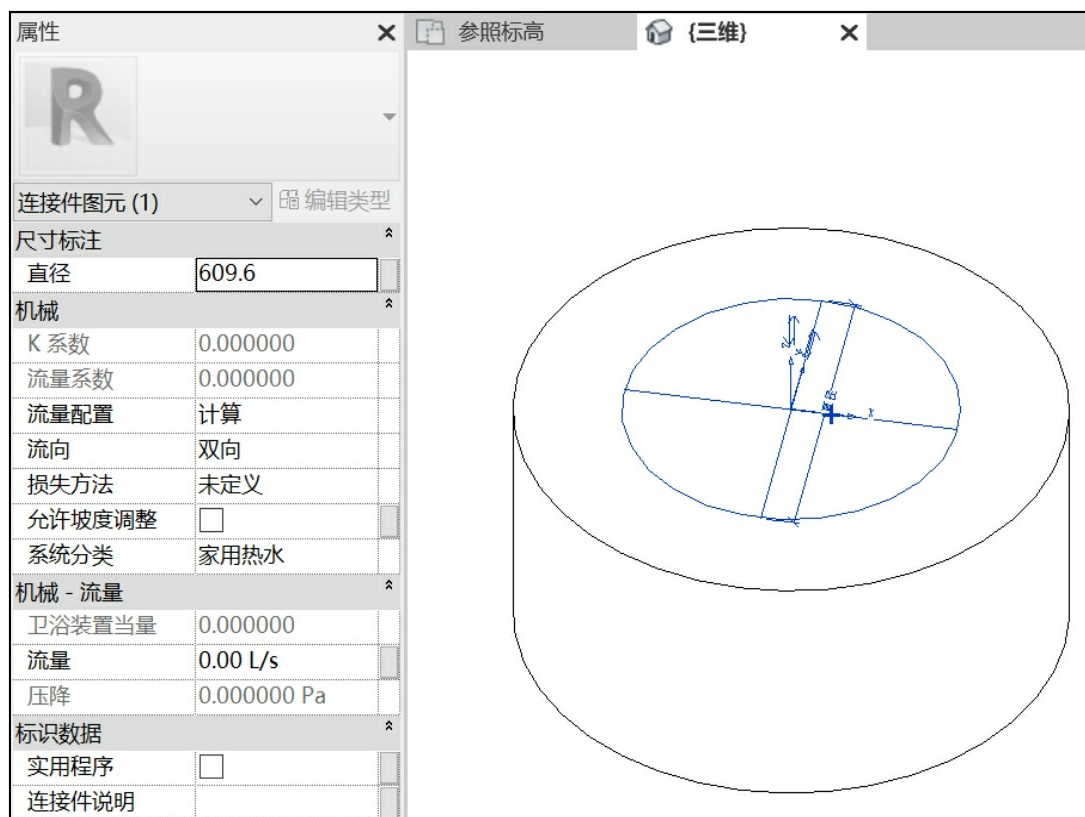 属性
参照标高
{三维}
连接件图元 (1)
编辑类型
尺寸标注
直径 609.6
机械
K 系数 0.000000
流量系数 0.000000
流量配置 计算
流向 双向
损失方法 未定义
允许坡度调整
系统分类 家用热水
机械 - 流量
卫浴装置当量 0.000000
流量 0.00 L/s
压降 0.000000 Pa
标识数据
实用程序
连接件说明